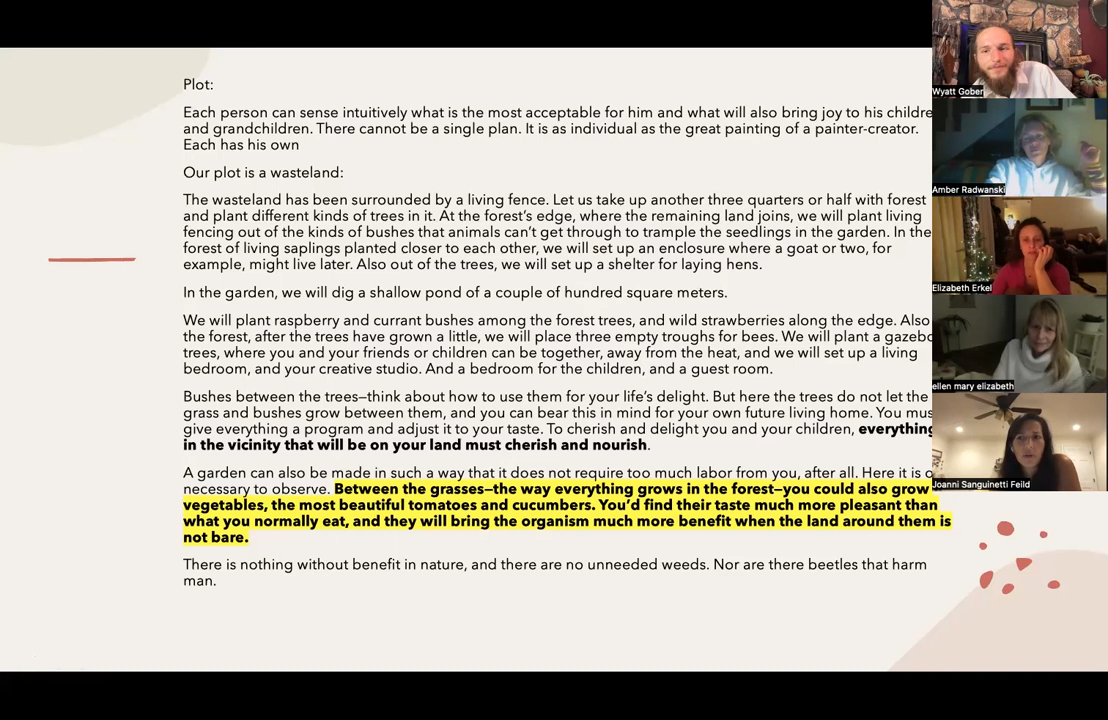 Plot:
Each person can sense intuitively what is the most acceptable for him and what will also bring joy to his childre
and grandchildren. There cannot be a single plan. It is as individual as the great painting of a painter-creator.
Each has his own
Our plot is a wasteland:
The wasteland has been surrounded by a living fence. Let us take up another three quarters or half with forest
and plant different kinds of trees in it. At the forest's edge, where the remaining land joins, we will plant living
fencing out of the kinds of bushes that animals can't get through to trample the seedlings in the garden. In the
forest of living saplings planted closer to each other, we will set up an enclosure where a goat or two, for
example, might live later. Also out of the trees, we will set up a shelter for laying hens.
In the garden, we will dig a shallow pond of a couple of hundred square meters.
We will plant raspberry and currant bushes among the forest trees, and wild strawberries along the edge. Also
the forest, after the trees have grown a little, we will place three empty troughs for bees. We will plant a gazebo
trees, where you and your friends or children can be together, away from the heat, and we will set up a living
bedroom, and your creative studio. And a bedroom for the children, and a guest room.
Bushes between the trees—think about how to use them for your life's delight. But here the trees do not let the
grass and bushes grow between them, and you can bear this in mind for your own future living home. You mus
give everything a program and adjust it to your taste. To cherish and delight you and your children, everything
in the vicinity that will be on your land must cherish and nourish.
A garden can also be made in such a way that it does not require too much labor from you, after all. Here it is o
necessary to observe. Between the grasses—the way everything grows in the forest—you could also grow
vegetables, the most beautiful tomatoes and cucumbers. You'd find their taste much more pleasant than
what you normally eat, and they will bring the organism much more benefit when the land around them is
not bare.
There is nothing without benefit in nature, and there are no unneeded weeds. Nor are there beetles that harm
man.
Wyatt Gober
Amber Radwanski
Elizabeth Erkel
ellen mary elizabeth
Joanni Sanguinetti Feild